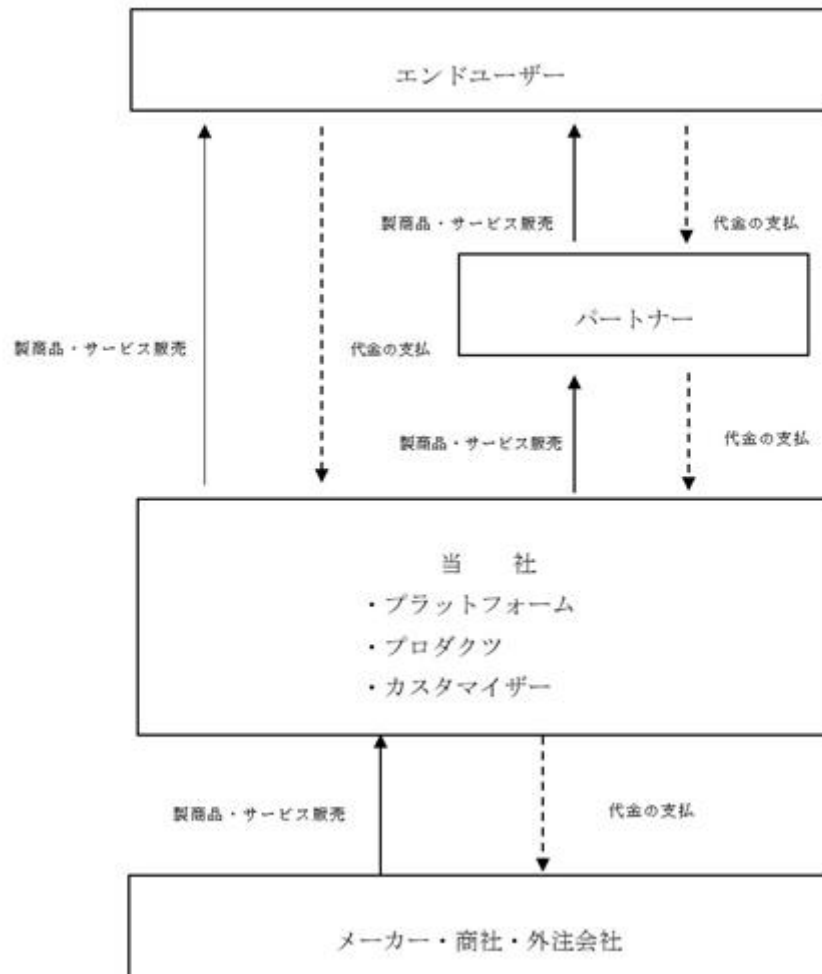 エンドユーザー
製商品・サービス販売
代金の支払
パートナー
製商品・サービス販売
代金の支払
製商品・サービス販売
代金の支払
当　　社
・プラットフォーム
・プロダクツ
・カスタマイザー
製商品・サービス販売
代金の支払
メーカー・商社・外注会社